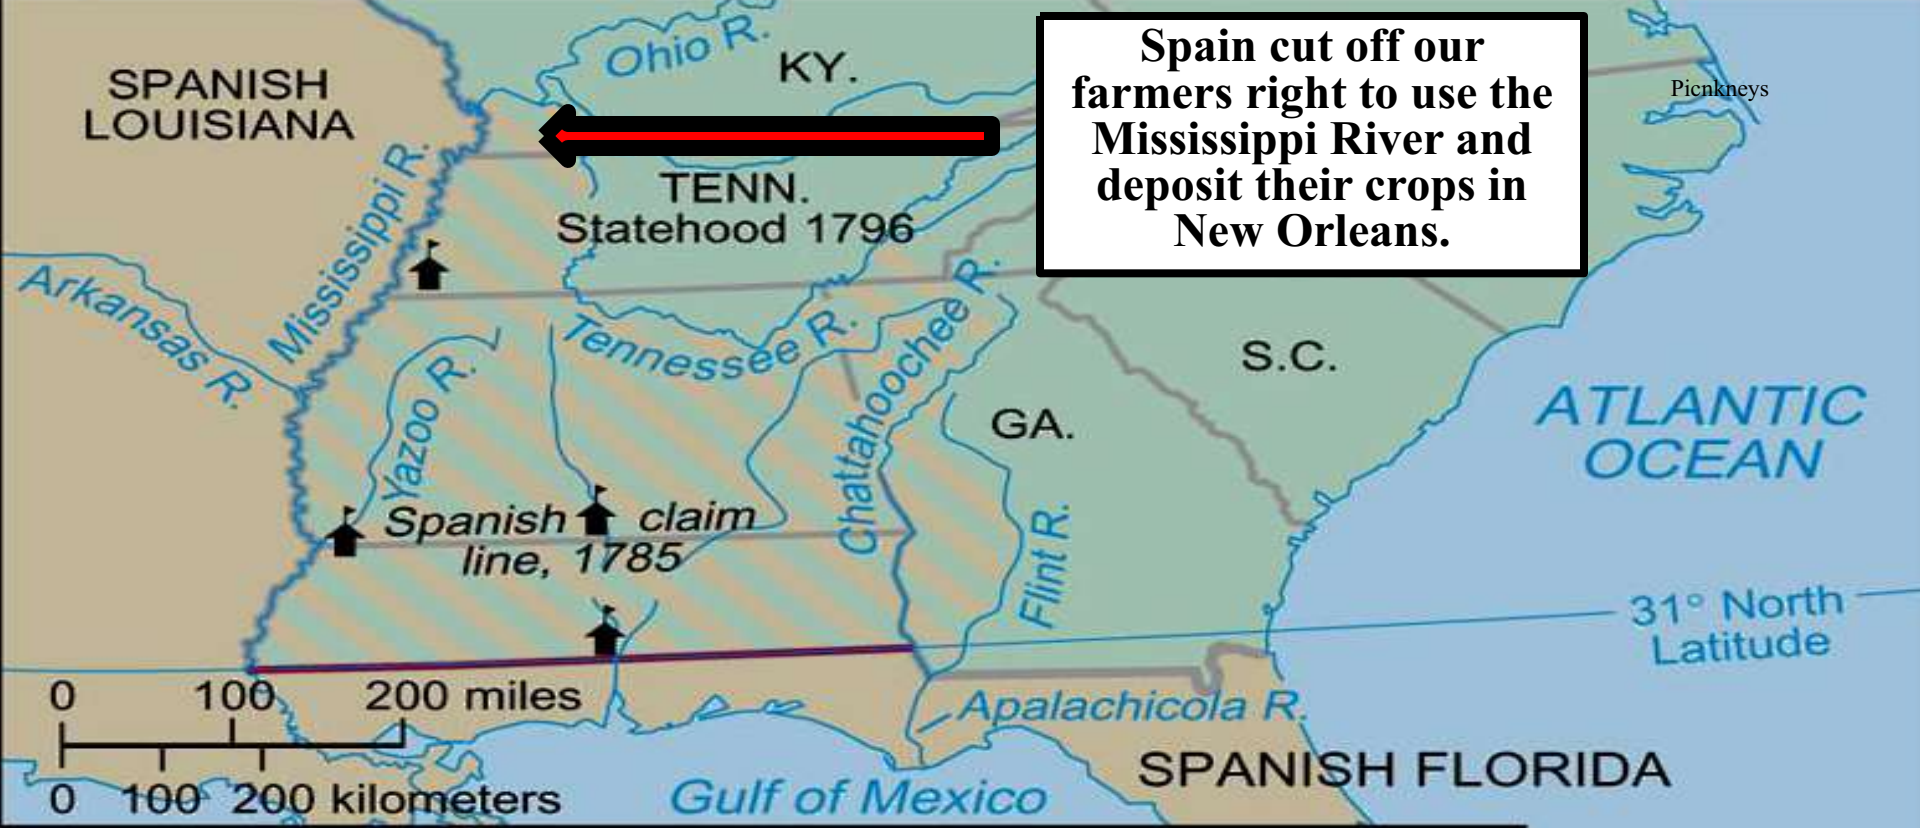 Spain cut off our
farmers right to use the
Mississippi River and
deposit their crops in
New Orleans.
Picnkneys
SPANISH
LOUISIANA
Ohio R.
KY.
Mississippi R.
TENN.
Statehood 1796
Arkansas R.
Tennessee R.
Chattahoochee R.
Yazoo R.
S.C.
GA.
ATLANTIC
OCEAN
Spanish claim
line, 1785
Flint R.
31° North
Latitude
0 100 200 miles
0 100 200 kilometers
Apalachicola R.
SPANISH FLORIDA
Gulf of Mexico